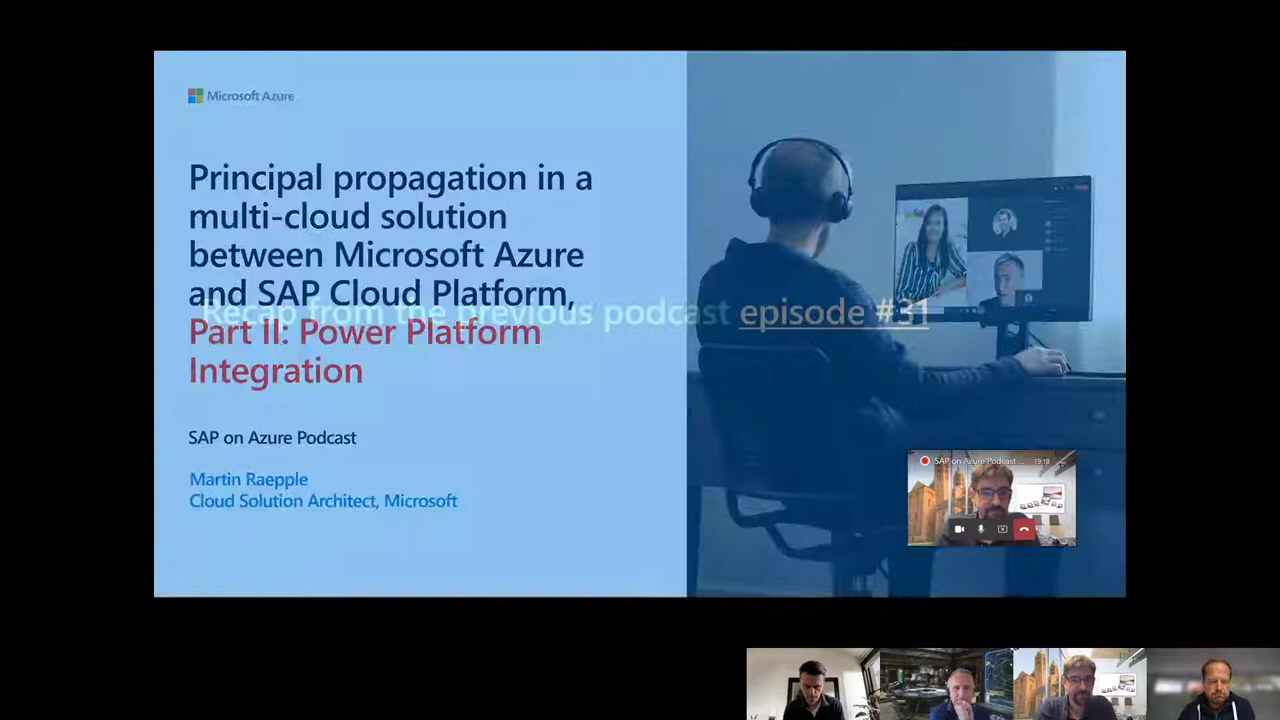 Microsoft Azure
Principal propagation in a
multi-cloud solution
between Microsoft Azure
and SAP Cloud Platform,
Recap from the previous podcast episode #31
Part II: Power Platform
Integration
SAP on Azure Podcast
Martin Raepple
Cloud Solution Architect, Microsoft
SAP on Azure Podcast ...
19:18